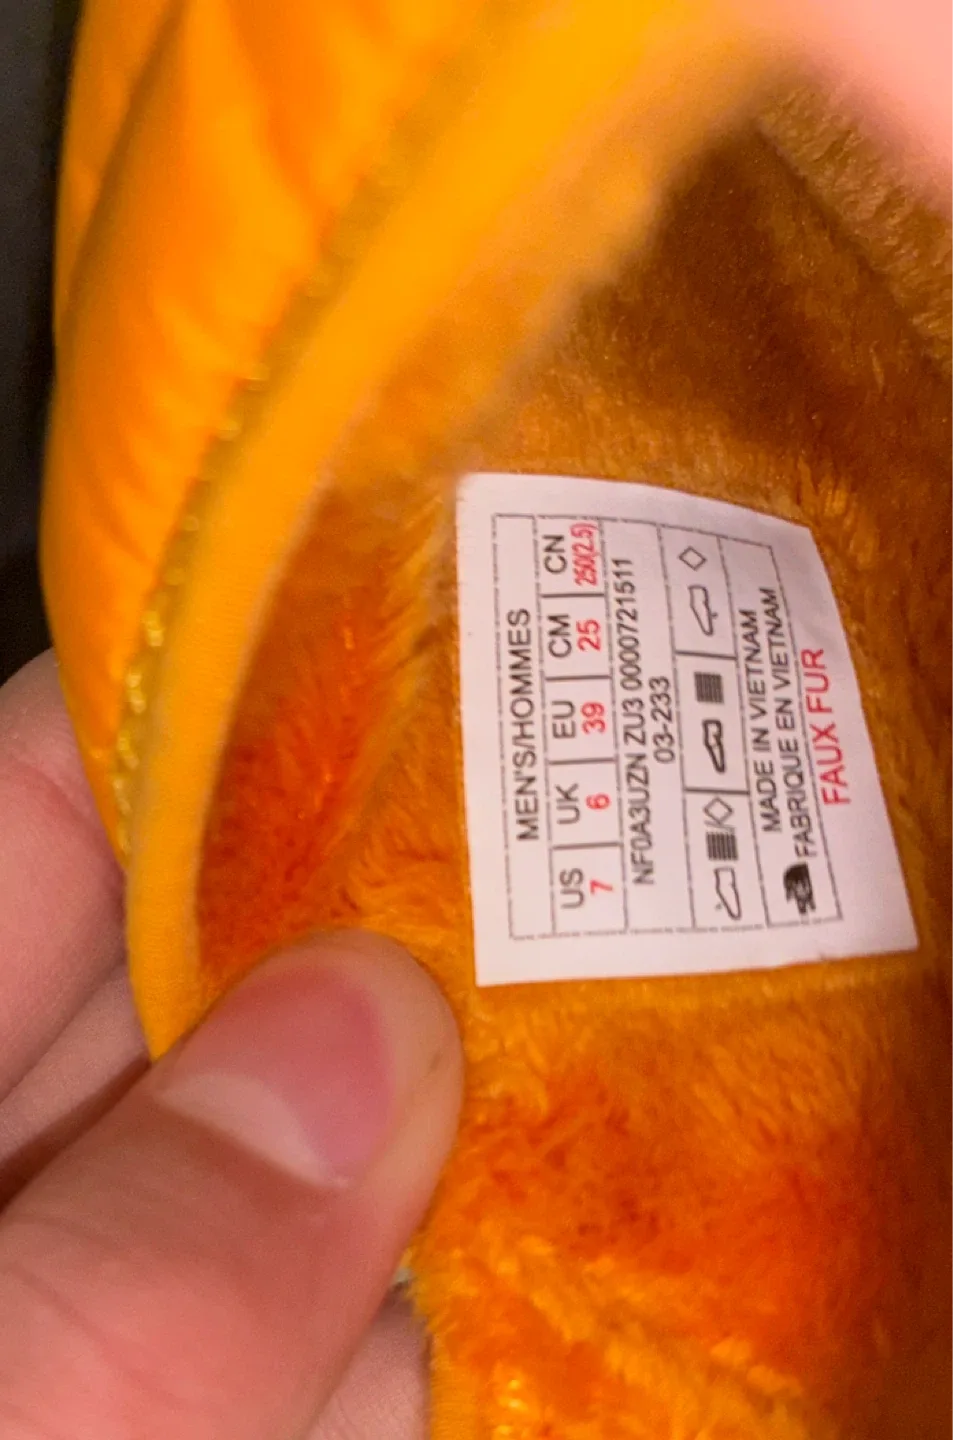 MEN'S/HOMMES
US UK EU CM CN
7 6 39 25 250(2.5)
NF0A3UZN ZU3 0000721511
03-233
MADE IN VIETNAM
FABRIQUE EN VIETNAM
FAUX FUR